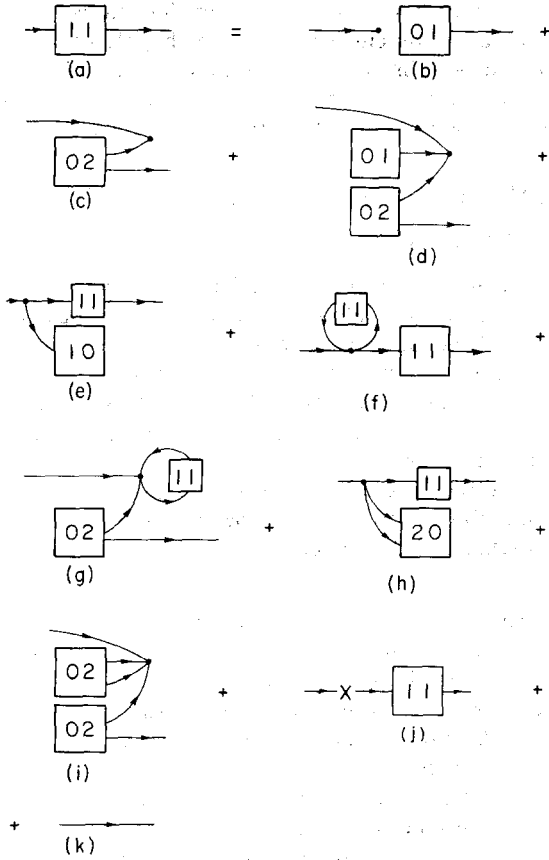 11 = 01 +
(a) (b)
02 + 01 +
(c) 02
(d)
11 + 11 +
10 11
(e) (f)
11 11
02 + 20 +
(g) (h)
02 + X 11 +
02 (j)
(i)
+
(k)